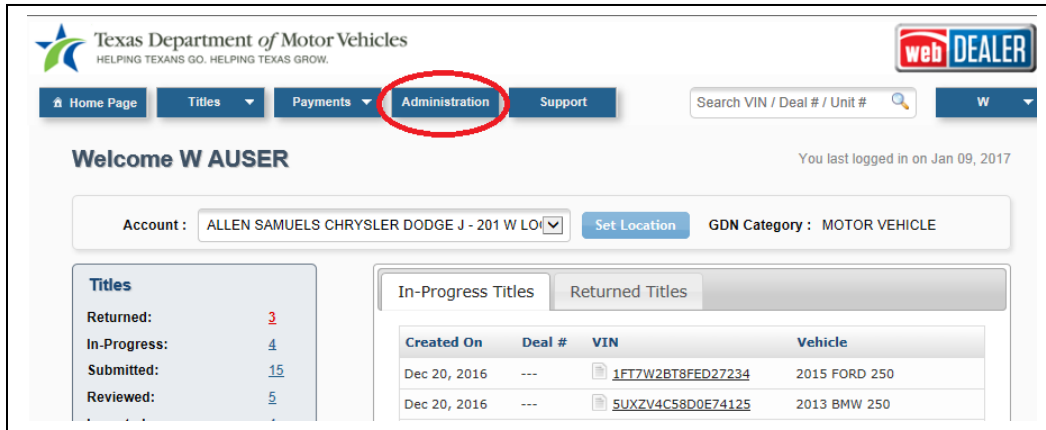 Texas Department of Motor Vehicles
HELPING TEXANS GO. HELPING TEXAS GROW.
web DEALER
Home Page Titles Payments Administration Support Search VIN / Deal # / Unit # W
Welcome W AUSER
You last logged in on Jan 09, 2017
Account : ALLEN SAMUELS CHRYSLER DODGE J - 201 W Set Location GDN Category : MOTOR VEHICLE
Titles
Returned: 3
In-Progress: 4
Submitted: 15
Reviewed: 5
In-Progress Titles Returned Titles
Created On Deal # VIN Vehicle
Dec 20, 2016 --- 1FT7W2BT8FED27234 2015 FORD 250
Dec 20, 2016 --- 5UXZV4C58D0E74125 2013 BMW 250